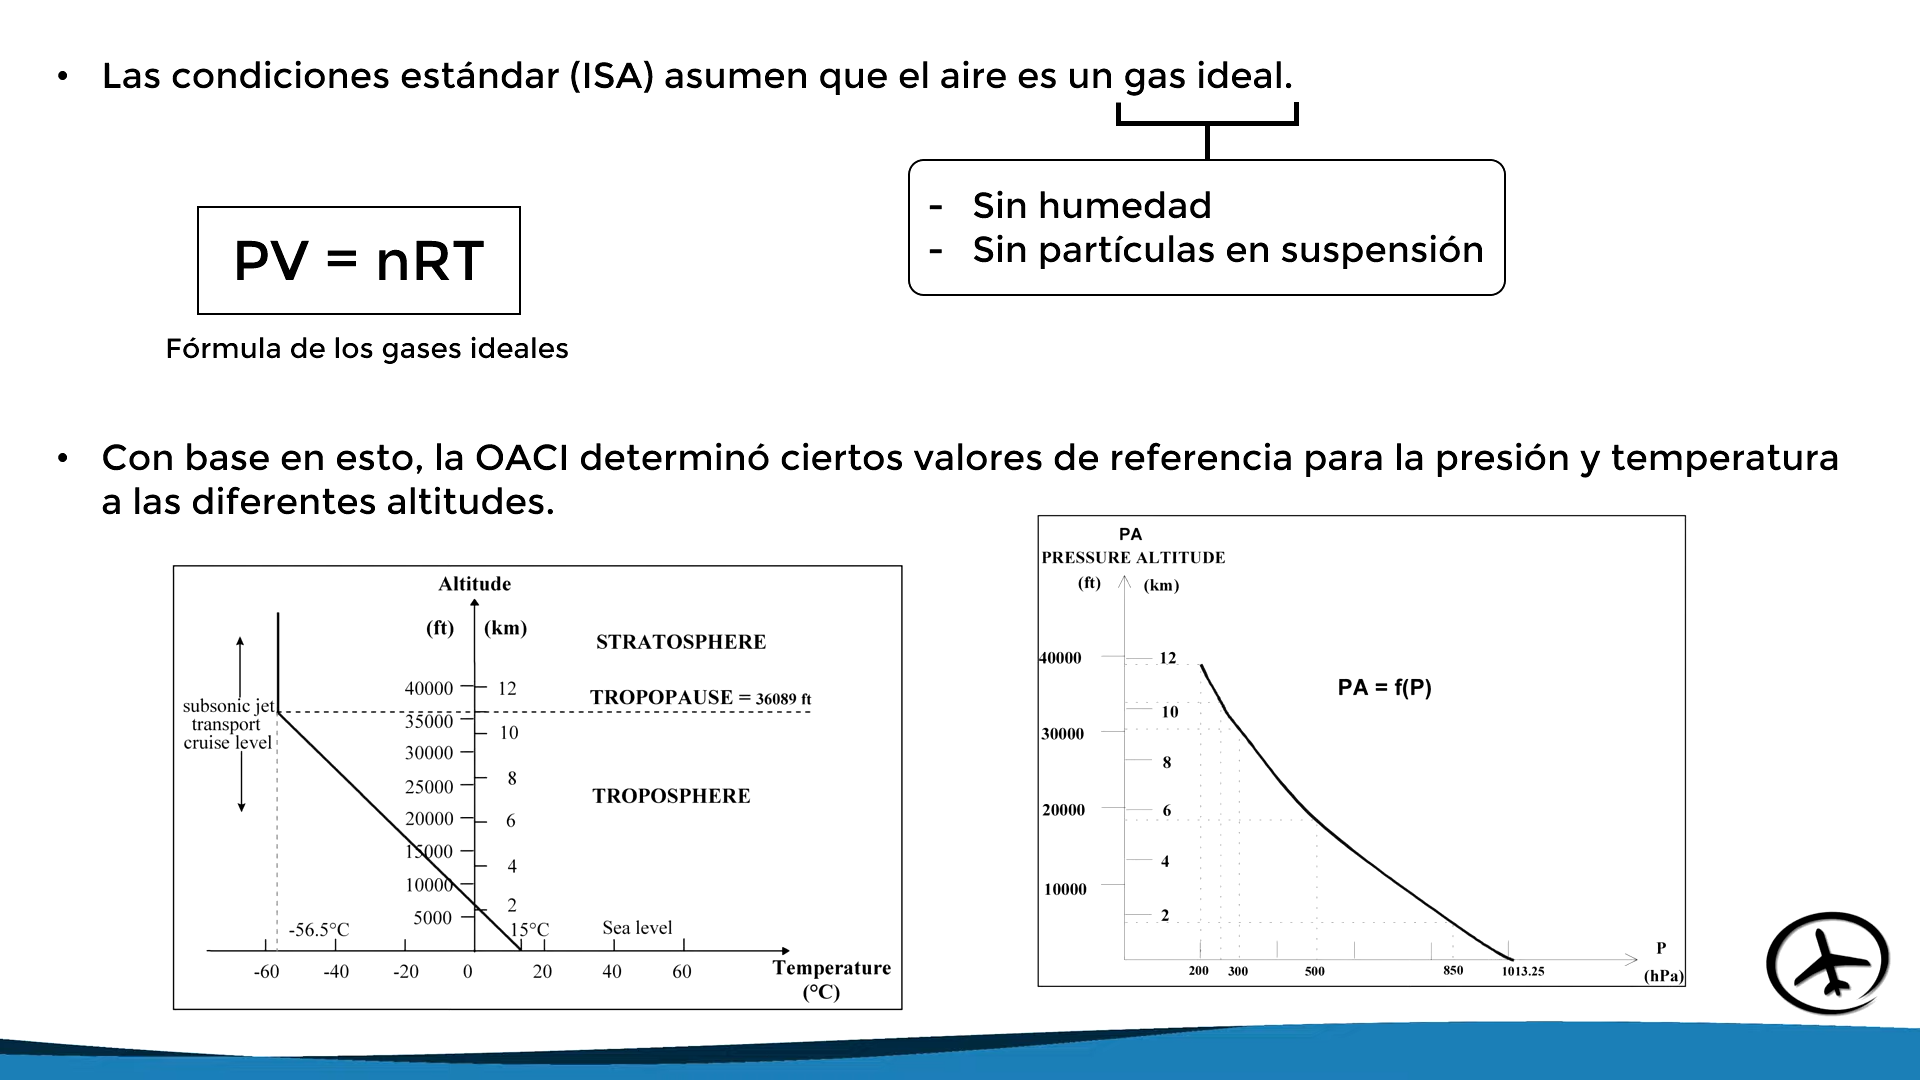 • Las condiciones estándar (ISA) asumen que el aire es un gas ideal.
- Sin humedad
- Sin partículas en suspensión
PV = nRT
Fórmula de los gases ideales
• Con base en esto, la OACI determinó ciertos valores de referencia para la presión y temperatura
a las diferentes altitudes.
Altitude
(ft) (km)
STRATOSPHERE
40000 12
TROPOPAUSE = 36089 ft
subsonic jet
transport
cruise level
35000
10
30000
8
25000
TROPOSPHERE
20000 6
15000
4
10000
2
5000
-56.5°C
15°C
Sea level
-60 -40 -20 0 20 40 60
Temperature
(°C)
PA
PRESSURE ALTITUDE
(ft) (km)
40000 12
PA = f(P)
10
30000
8
20000 6
4
10000
2
P
(hPa)
200 300 500 850 1013.25